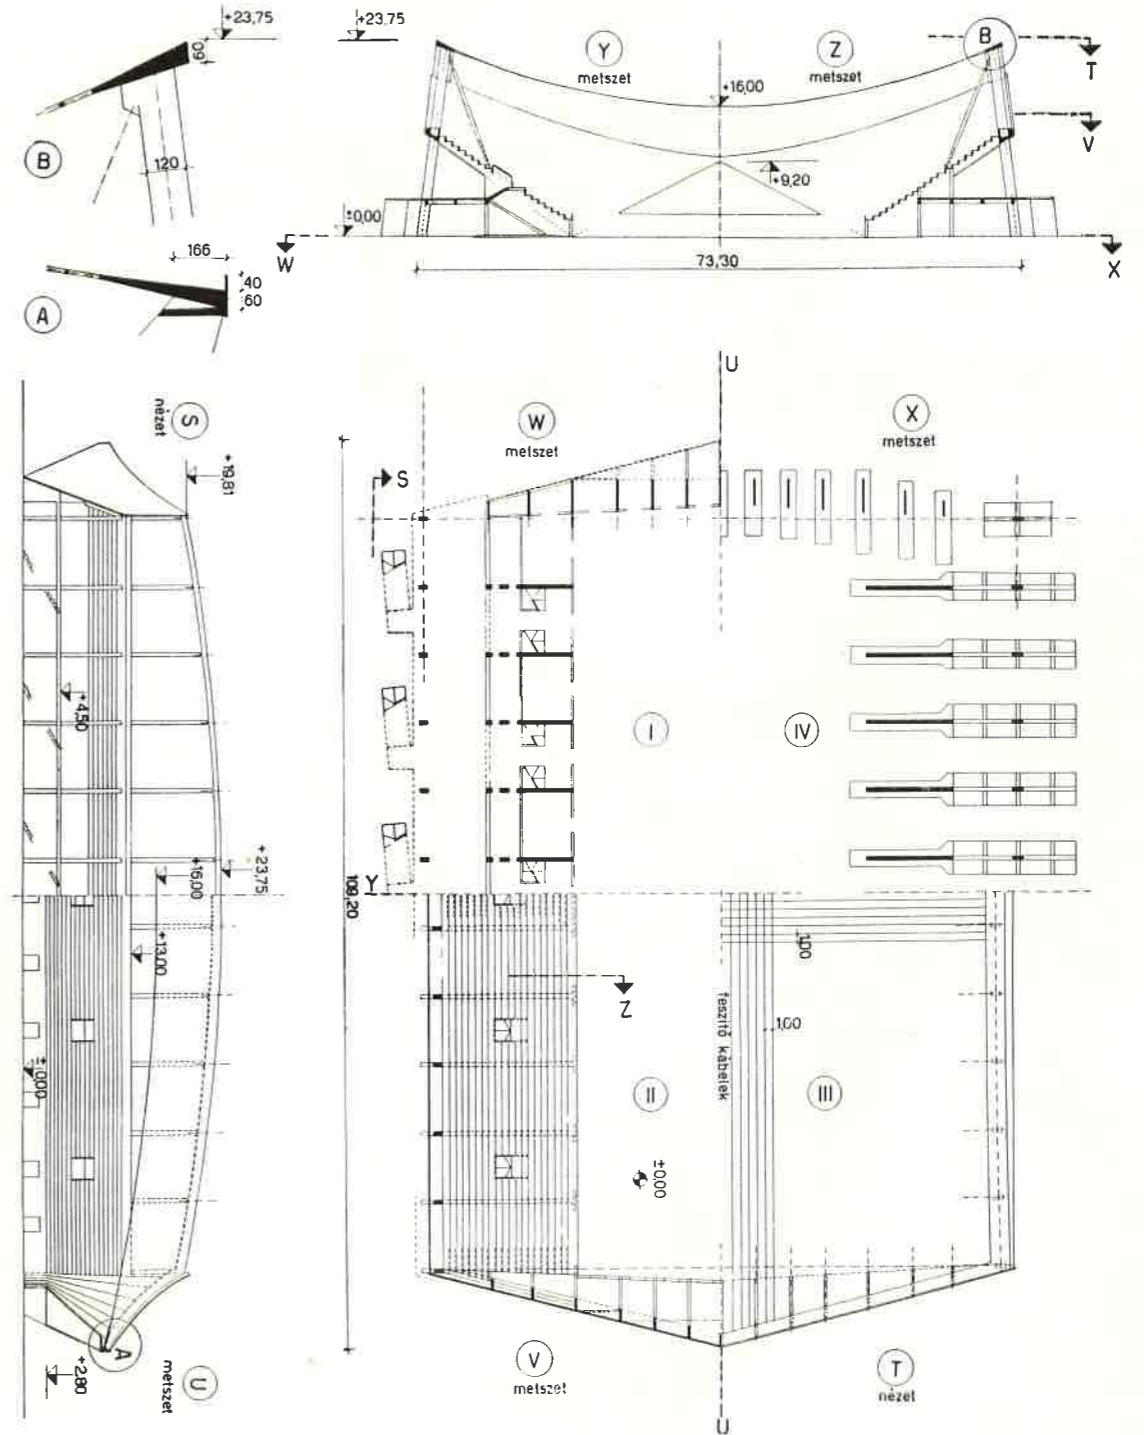 +23,75
60
B
120
166
40
60
A
+23,75
Y
metszet
Z
metszet
B
T
+16,00
V
+9,20
±0,00
W
73,30
X
S
nézet
+19,81
+4,50
+16,00
+23,75
+13,00
±0,00
A
+2,80
U
metszet
109,20
U
W
metszet
X
metszet
S
I
IV
Y
Z
1,00
1,00
feszítő kábelek
II
III
±0,00
V
metszet
T
nézet
U